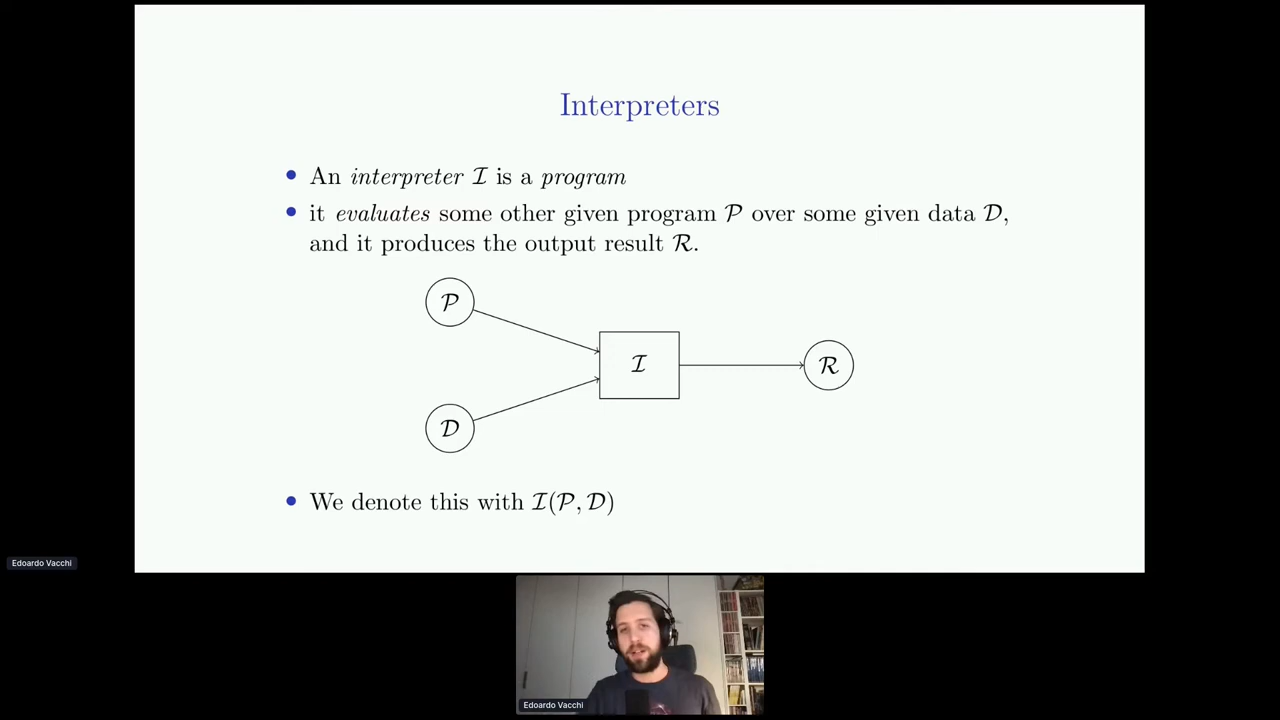 Interpreters
• An interpreter I is a program
• it evaluates some other given program P over some given data D,
and it produces the output result R.
P
I
R
D
• We denote this with I(P, D)
Edoardo Vacchi
Edoardo Vacchi